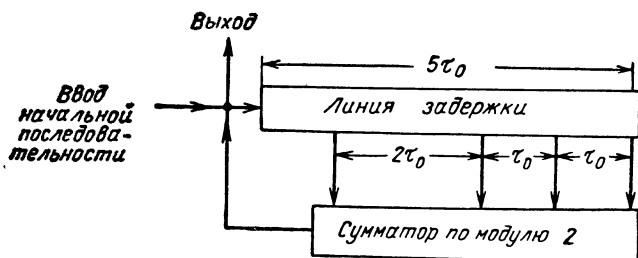 Выход
5τ₀
Ввод
начальной
последова-
тельности
Линия задержки
2τ₀ τ₀ τ₀
Сумматор по модулю 2